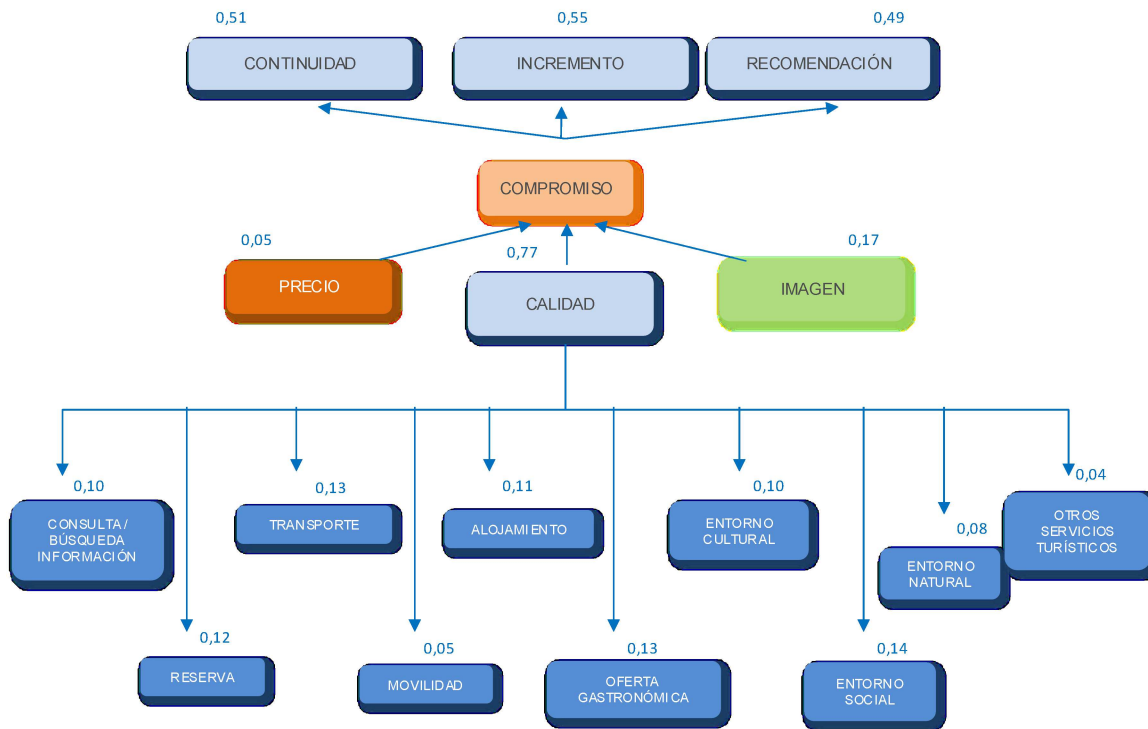 0,51
0,55
0,49
CONTINUIDAD
INCREMENTO
RECOMENDACIÓN
COMPROMISO
0,05
0,77
0,17
PRECIO
CALIDAD
IMAGEN
0,10
0,13
0,11
0,10
0,04
CONSULTA/
BÚSQUEDA
INFORMACIÓN
TRANSPORTE
ALOJAMIENTO
ENTORNO
CULTURAL
0,08
ENTORNO
NATURAL
OTROS
SERVICIOS
TURÍSTICOS
0,12
0,05
0,13
0,14
RESERVA
MOVILIDAD
OFERTA
GASTRONÓMICA
ENTORNO
SOCIAL